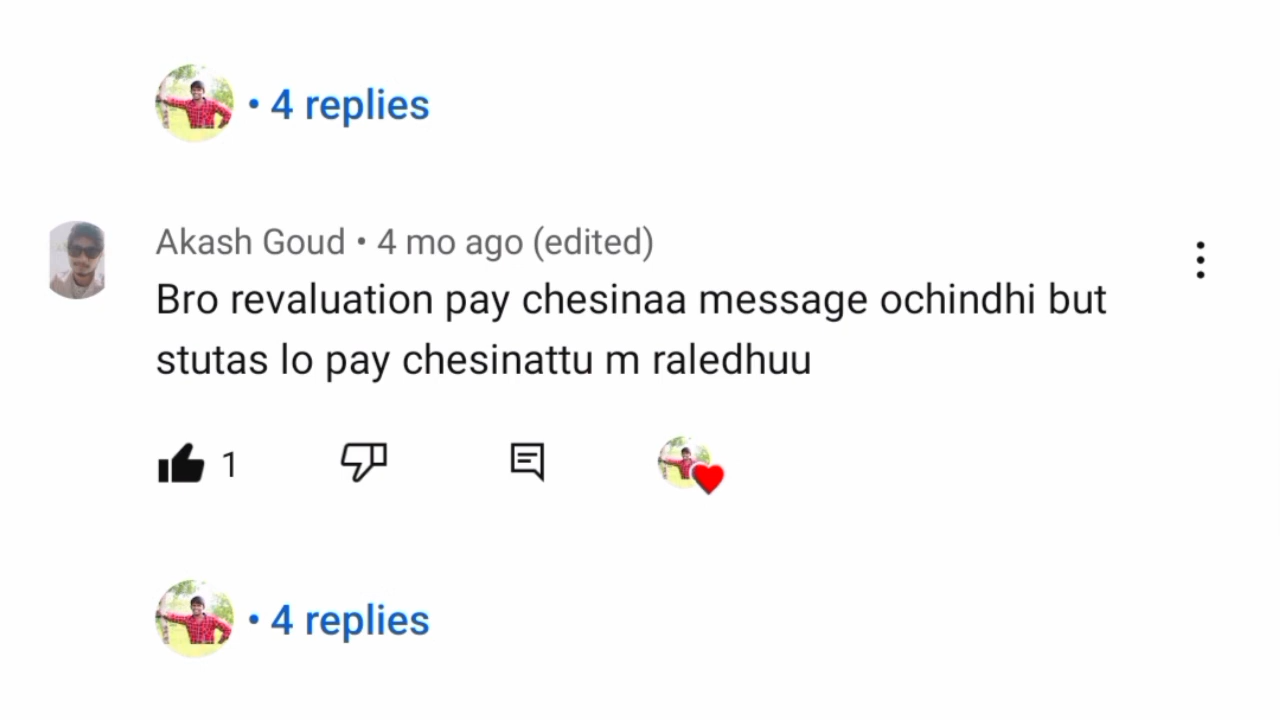 • 4 replies
Akash Goud • 4 mo ago (edited)
Bro revaluation pay chesinaa message ochindhi but
stutas lo pay chesinattu m raledhuu
1
• 4 replies